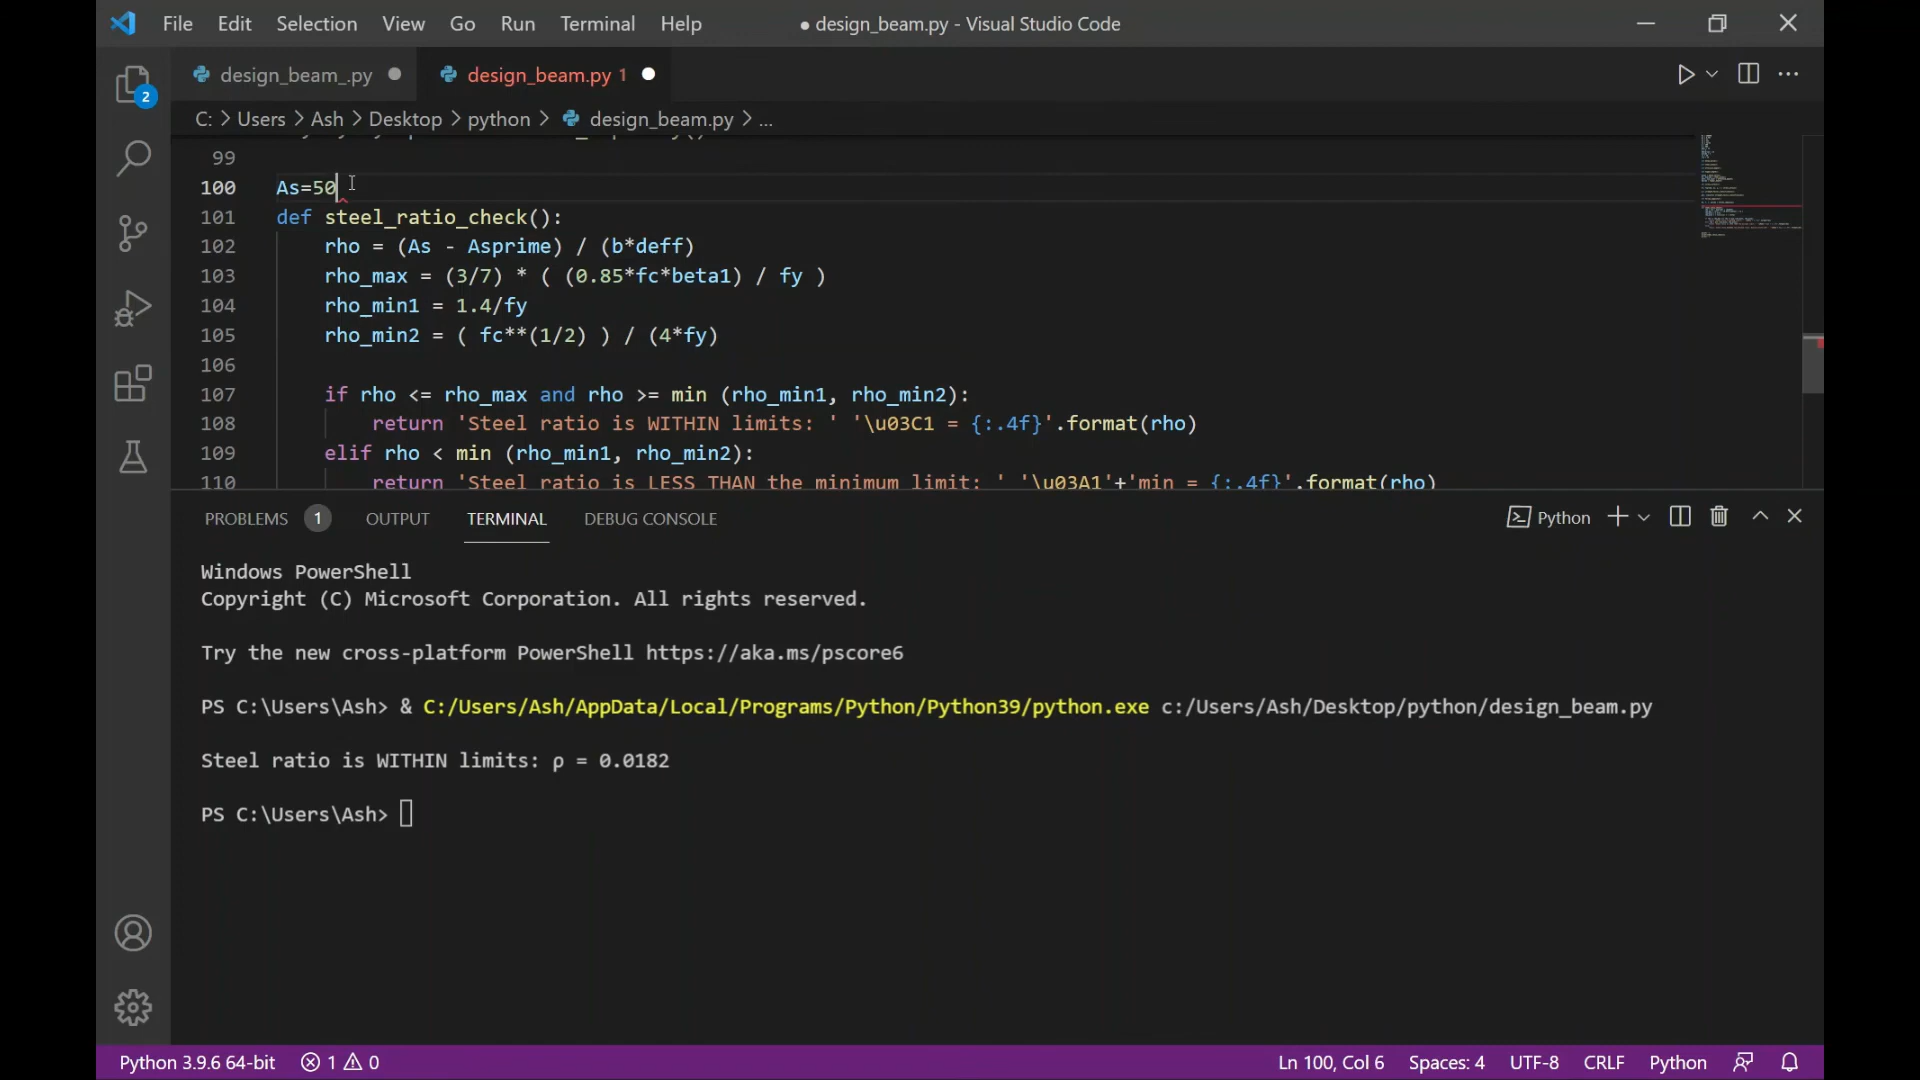 File Edit Selection View Go Run Terminal Help ● design_beam.py - Visual Studio Code
design_beam_.py ● design_beam.py 1 ●
2
C: > Users > Ash > Desktop > python > design_beam.py > ...
99
100 As=50
101 def steel_ratio_check():
102 rho = (As - Asprime) / (b*deff)
103 rho_max = (3/7) * ( (0.85*fc*beta1) / fy )
104 rho_min1 = 1.4/fy
105 rho_min2 = ( fc**(1/2) ) / (4*fy)
106
107 if rho <= rho_max and rho >= min (rho_min1, rho_min2):
108 return 'Steel ratio is WITHIN limits: ' '\u03C1 = {:.4f}'.format(rho)
109 elif rho < min (rho_min1, rho_min2):
110 return 'Steel ratio is LESS THAN the minimum limit: ' '\u03A1'+'min = {:.4f}'.format(rho)
PROBLEMS 1 OUTPUT TERMINAL DEBUG CONSOLE Python
Windows PowerShell
Copyright (C) Microsoft Corporation. All rights reserved.
Try the new cross-platform PowerShell https://aka.ms/pscore6
PS C:\Users\Ash> & C:/Users/Ash/AppData/Local/Programs/Python/Python39/python.exe c:/Users/Ash/Desktop/python/design_beam.py
Steel ratio is WITHIN limits: ρ = 0.0182
PS C:\Users\Ash>
Python 3.9.6 64-bit 1 0 Ln 100, Col 6 Spaces: 4 UTF-8 CRLF Python